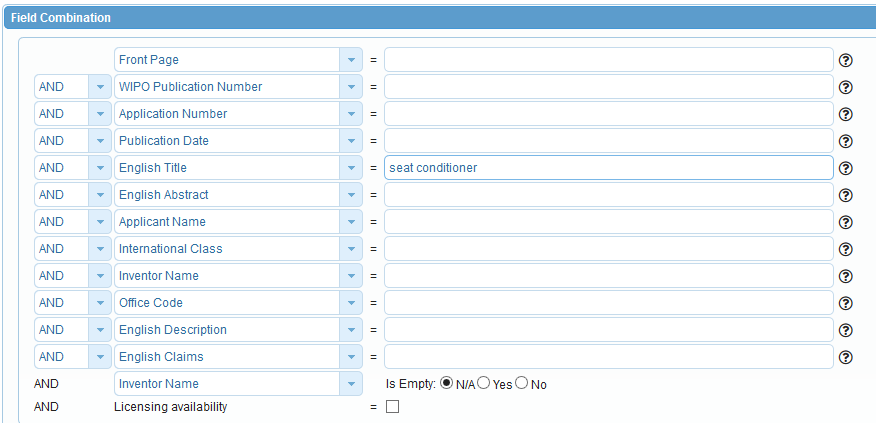 Field Combination
Front Page =
AND WIPO Publication Number =
AND Application Number =
AND Publication Date =
AND English Title = seat conditioner
AND English Abstract =
AND Applicant Name =
AND International Class =
AND Inventor Name =
AND Office Code =
AND English Description =
AND English Claims =
AND Inventor Name Is Empty: N/A Yes No
AND Licensing availability =